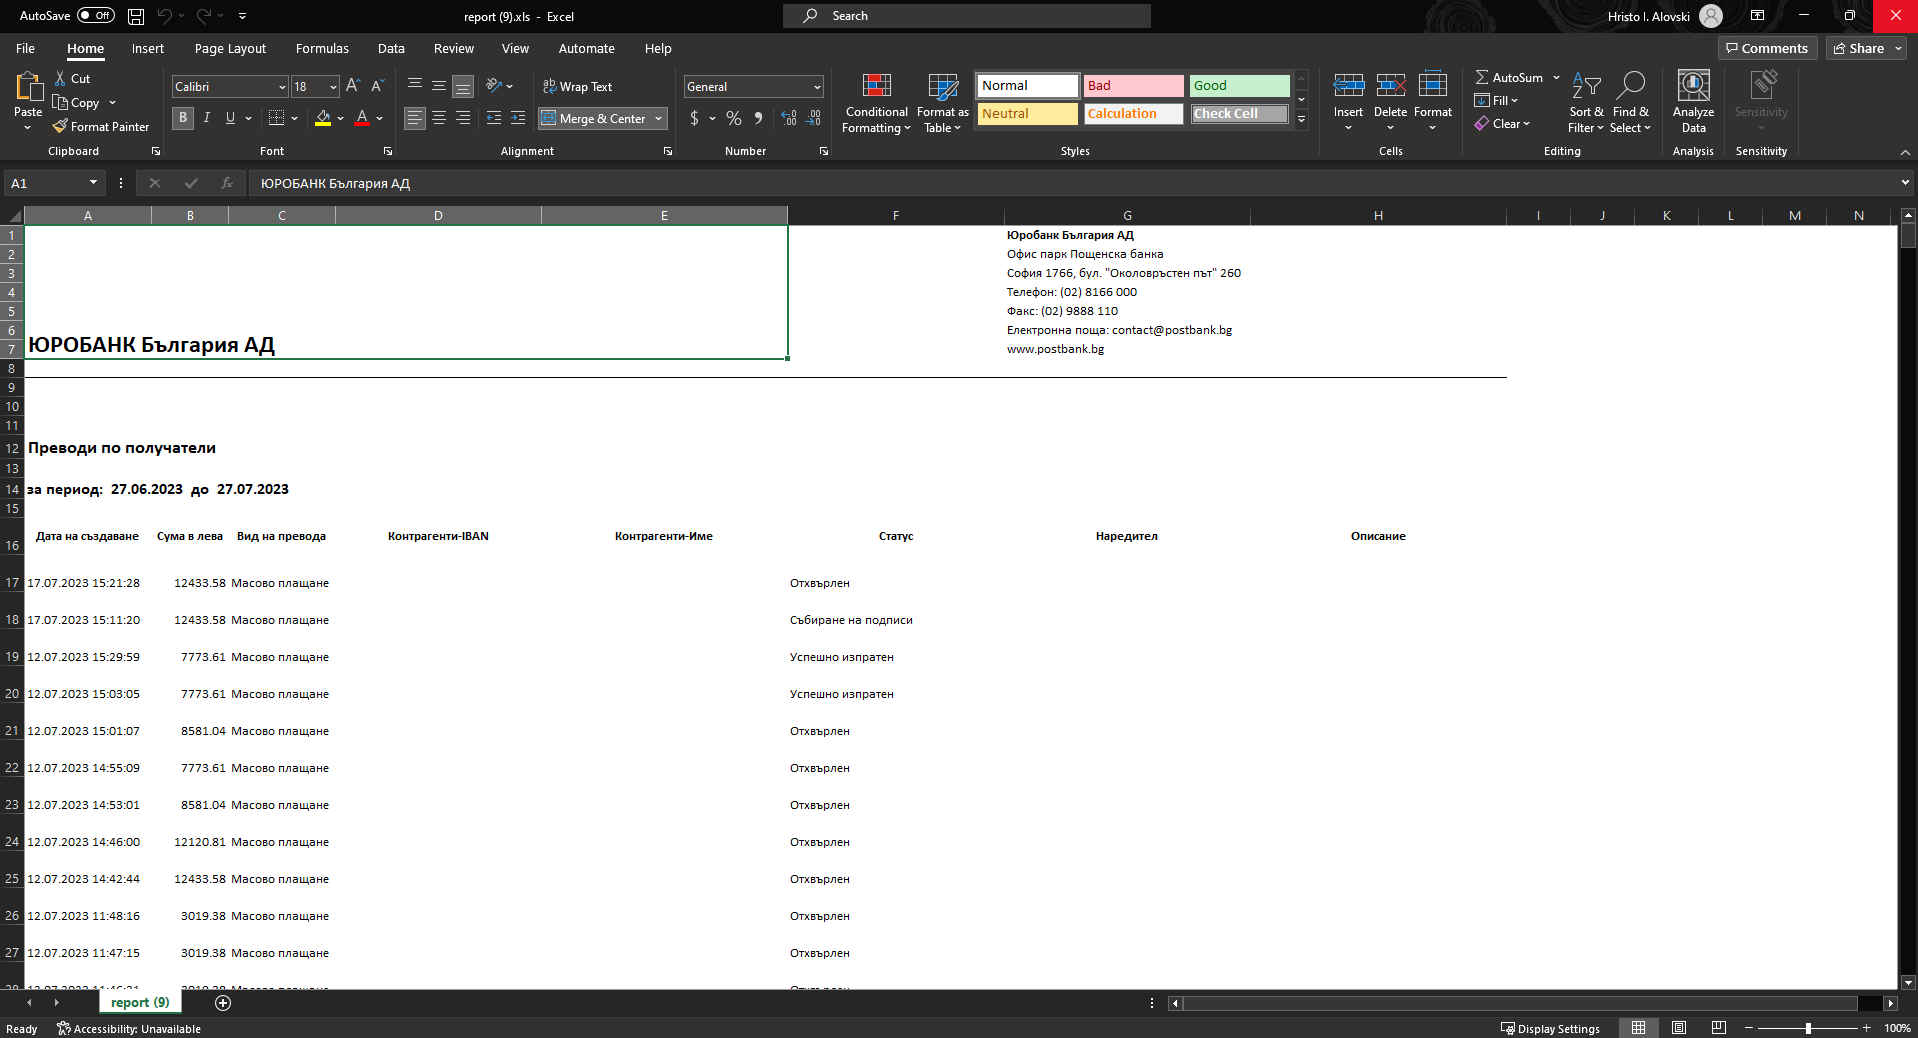 AutoSave Off report (9).xls - Excel Search Hristo I. Alovski
File Home Insert Page Layout Formulas Data Review View Automate Help Comments Share
Paste Cut Copy Format Painter Clipboard
Calibri 18 B I U A A Font
Wrap Text Merge & Center Alignment
General $ % Number
Conditional Formatting Format as Table Normal Bad Good Neutral Calculation Check Cell Styles
Insert Delete Format Cells
AutoSum Fill Clear Sort & Filter Find & Select Editing
Analyze Data Analysis
Sensitivity Sensitivity
A1 fx ЮРОБАНК България АД
A B C D E F G H I J K L M N
1 Юробанк България АД
2 Офис парк Пощенска банка
3 София 1766, бул. "Околовръстен път" 260
4 Телефон: (02) 8166 000
5 Факс: (02) 9888 110
6 Електронна поща: contact@postbank.bg
7 ЮРОБАНК България АД www.postbank.bg
8
9
10
11
12 Преводи по получатели
13
14 за период: 27.06.2023 до 27.07.2023
15
16 Дата на създаване Сума в лева Вид на превода Контрагенти-IBAN Контрагенти-Име Статус Наредител Описание
17 17.07.2023 15:21:28 12433.58 Масово плащане Отхвърлен
18 17.07.2023 15:11:20 12433.58 Масово плащане Събиране на подписи
19 12.07.2023 15:29:59 7773.61 Масово плащане Успешно изпратен
20 12.07.2023 15:03:05 7773.61 Масово плащане Успешно изпратен
21 12.07.2023 15:01:07 8581.04 Масово плащане Отхвърлен
22 12.07.2023 14:55:09 7773.61 Масово плащане Отхвърлен
23 12.07.2023 14:53:01 8581.04 Масово плащане Отхвърлен
24 12.07.2023 14:46:00 12120.81 Масово плащане Отхвърлен
25 12.07.2023 14:42:44 12433.58 Масово плащане Отхвърлен
26 12.07.2023 11:48:16 3019.38 Масово плащане Отхвърлен
27 12.07.2023 11:47:15 3019.38 Масово плащане Отхвърлен
report (9)
Ready Accessibility: Unavailable Display Settings 100%